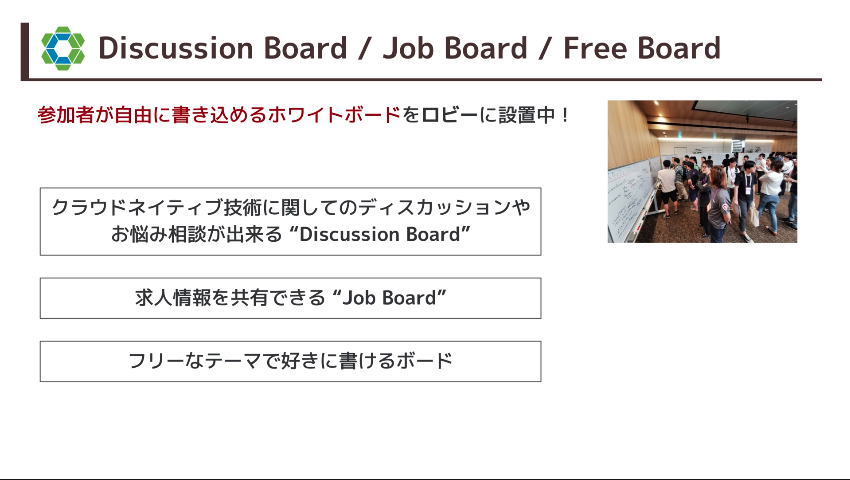 Discussion Board / Job Board / Free Board
参加者が自由に書き込めるホワイトボードをロビーに設置中！
クラウドネイティブ技術に関してのディスカッションや
お悩み相談が出来る “Discussion Board”
求人情報を共有できる “Job Board”
フリーなテーマで好きに書けるボード